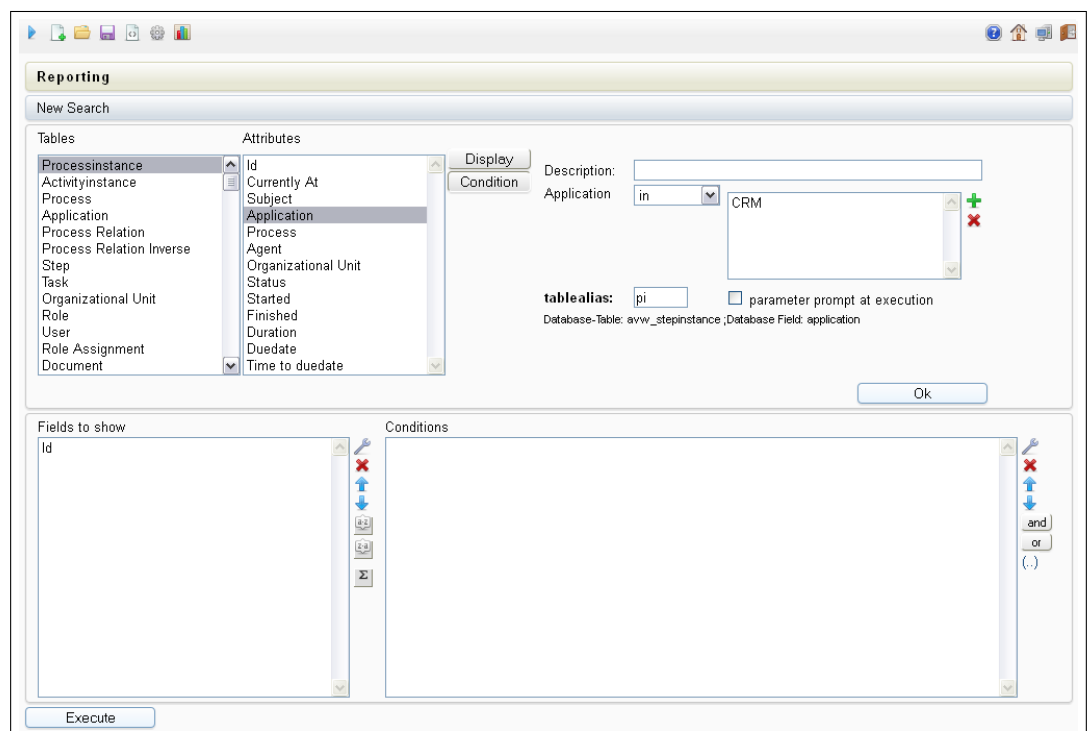 Reporting
New Search
Tables
Attributes
Processinstance
Activityinstance
Process
Application
Process Relation
Process Relation Inverse
Step
Task
Organizational Unit
Role
User
Role Assignment
Document
Id
Currently At
Subject
Application
Process
Agent
Organizational Unit
Status
Started
Finished
Duration
Duedate
Time to duedate
Display
Condition
Description:
Application
in
CRM
tablealias:
pi
parameter prompt at execution
Database-Table: avvw_stepinstance ;Database Field: application
Ok
Fields to show
Id
a-z
z-a
Σ
Conditions
and
or
(..)
Execute